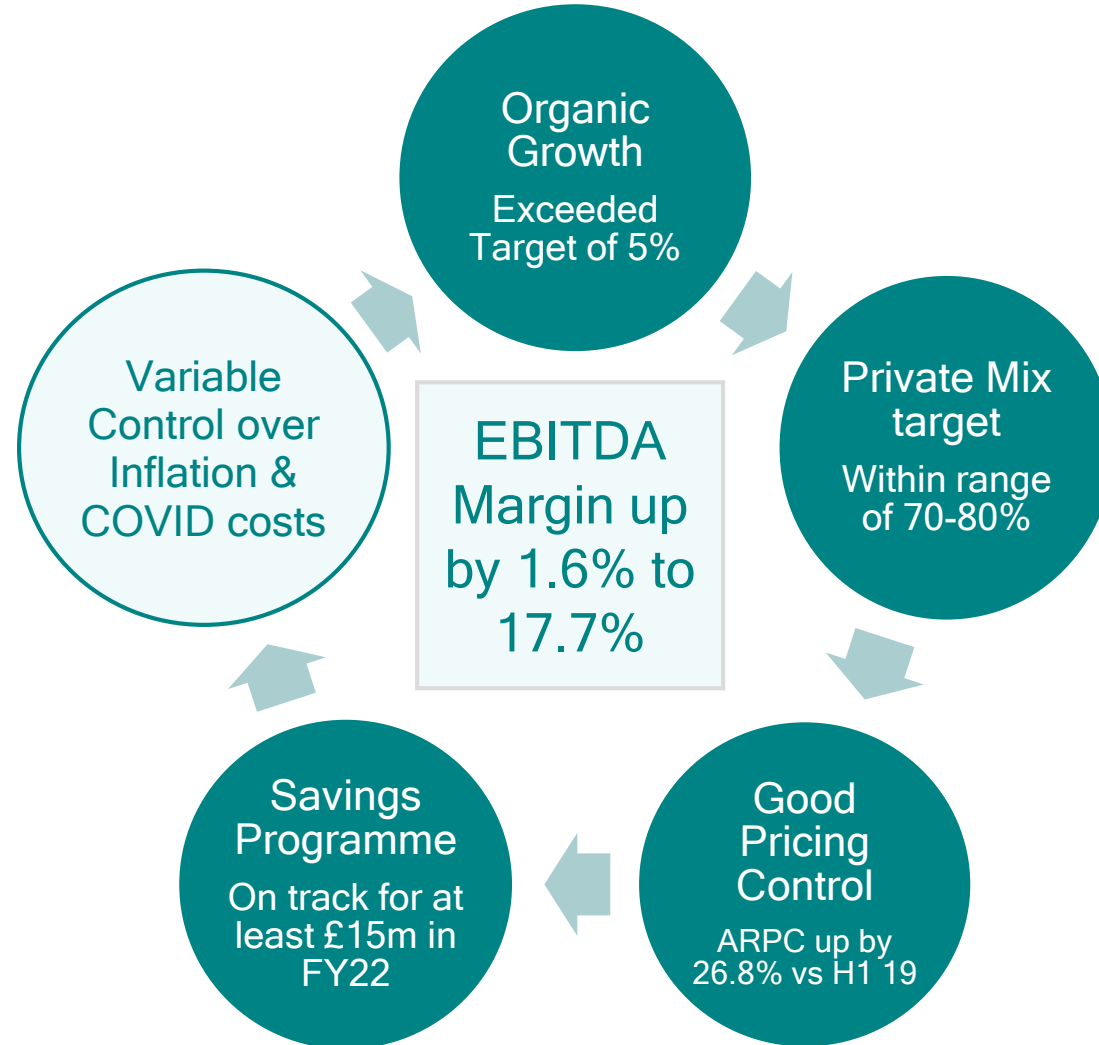 Organic
Growth
Exceeded
Target of 5%
Private Mix
target
Within range
of 70-80%
Good
Pricing
Control
ARPC up by
26.8% vs H1 19
Savings
Programme
On track for at
least £15m in
FY22
Variable
Control over
Inflation &
COVID costs
EBITDA
Margin up
by 1.6% to
17.7%